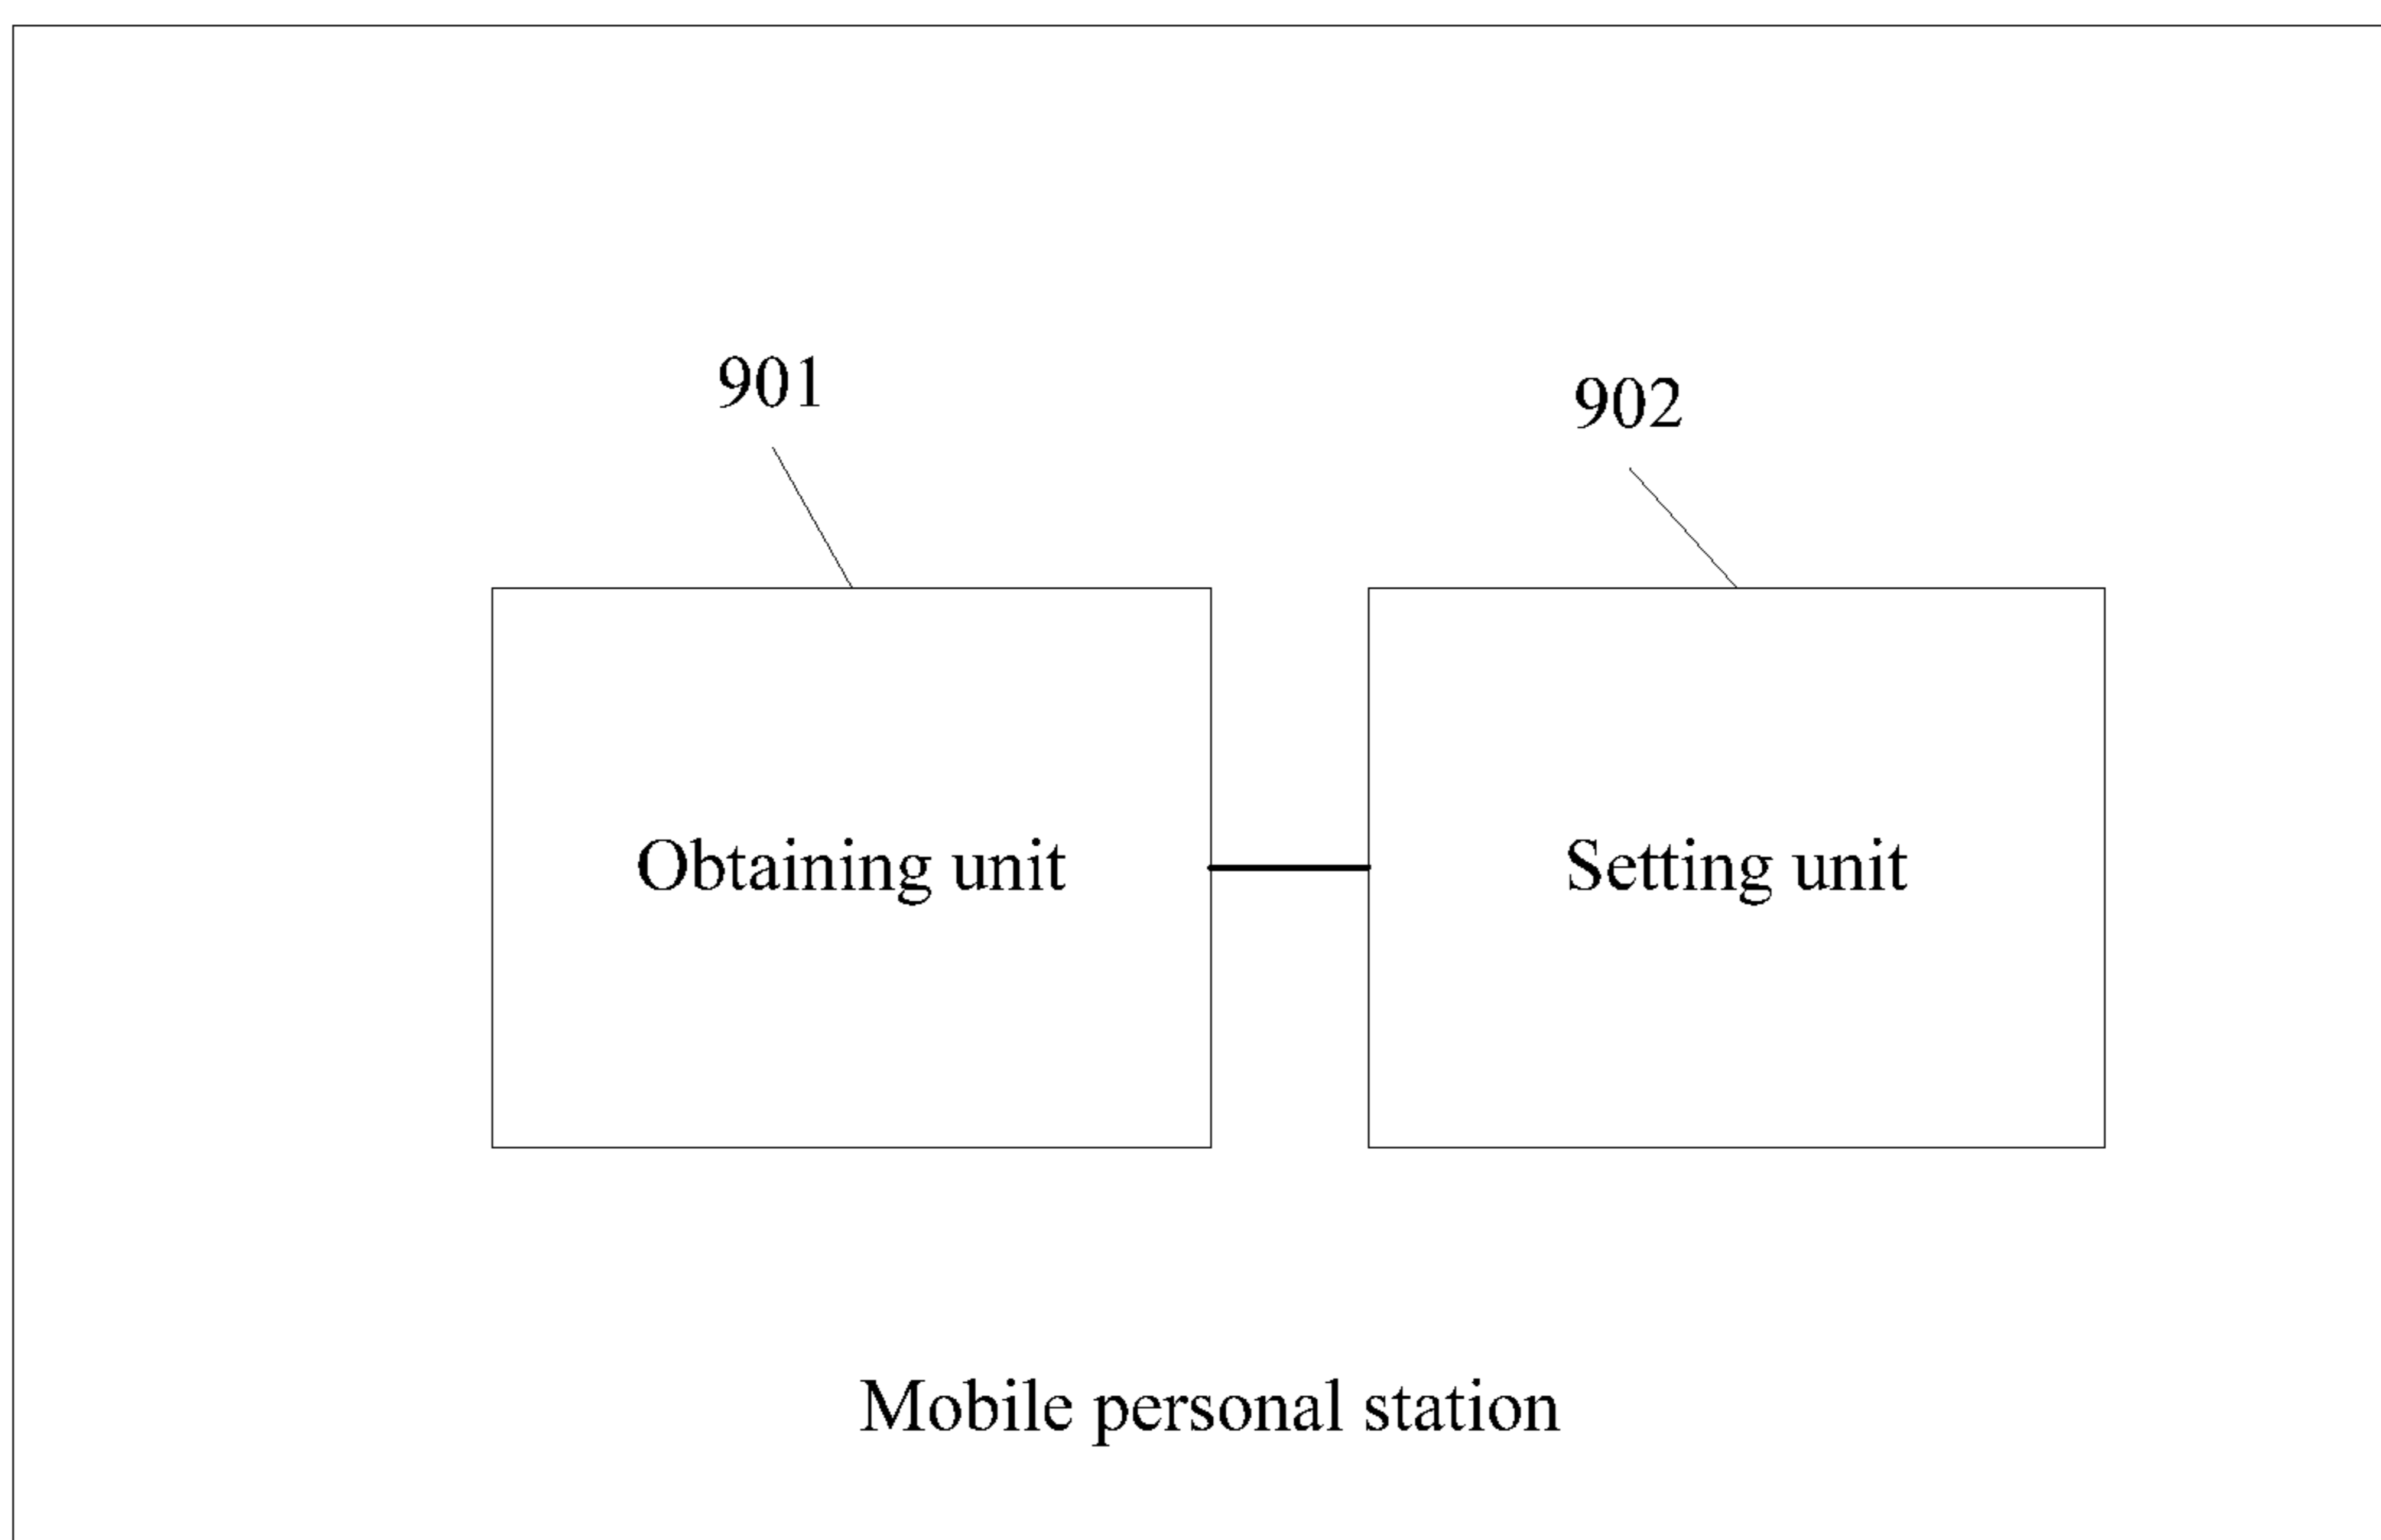 901
902
Obtaining unit
Setting unit
Mobile personal station